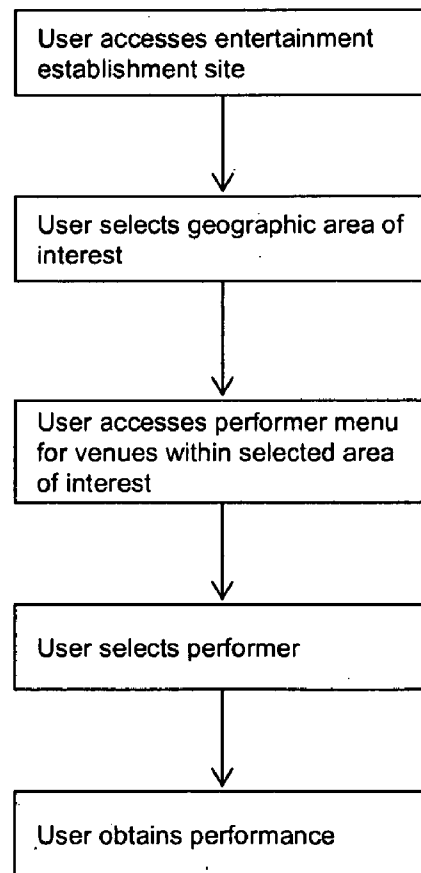 User accesses entertainment
establishment site
User selects geographic area of
interest
User accesses performer menu
for venues within selected area
of interest
User selects performer
User obtains performance